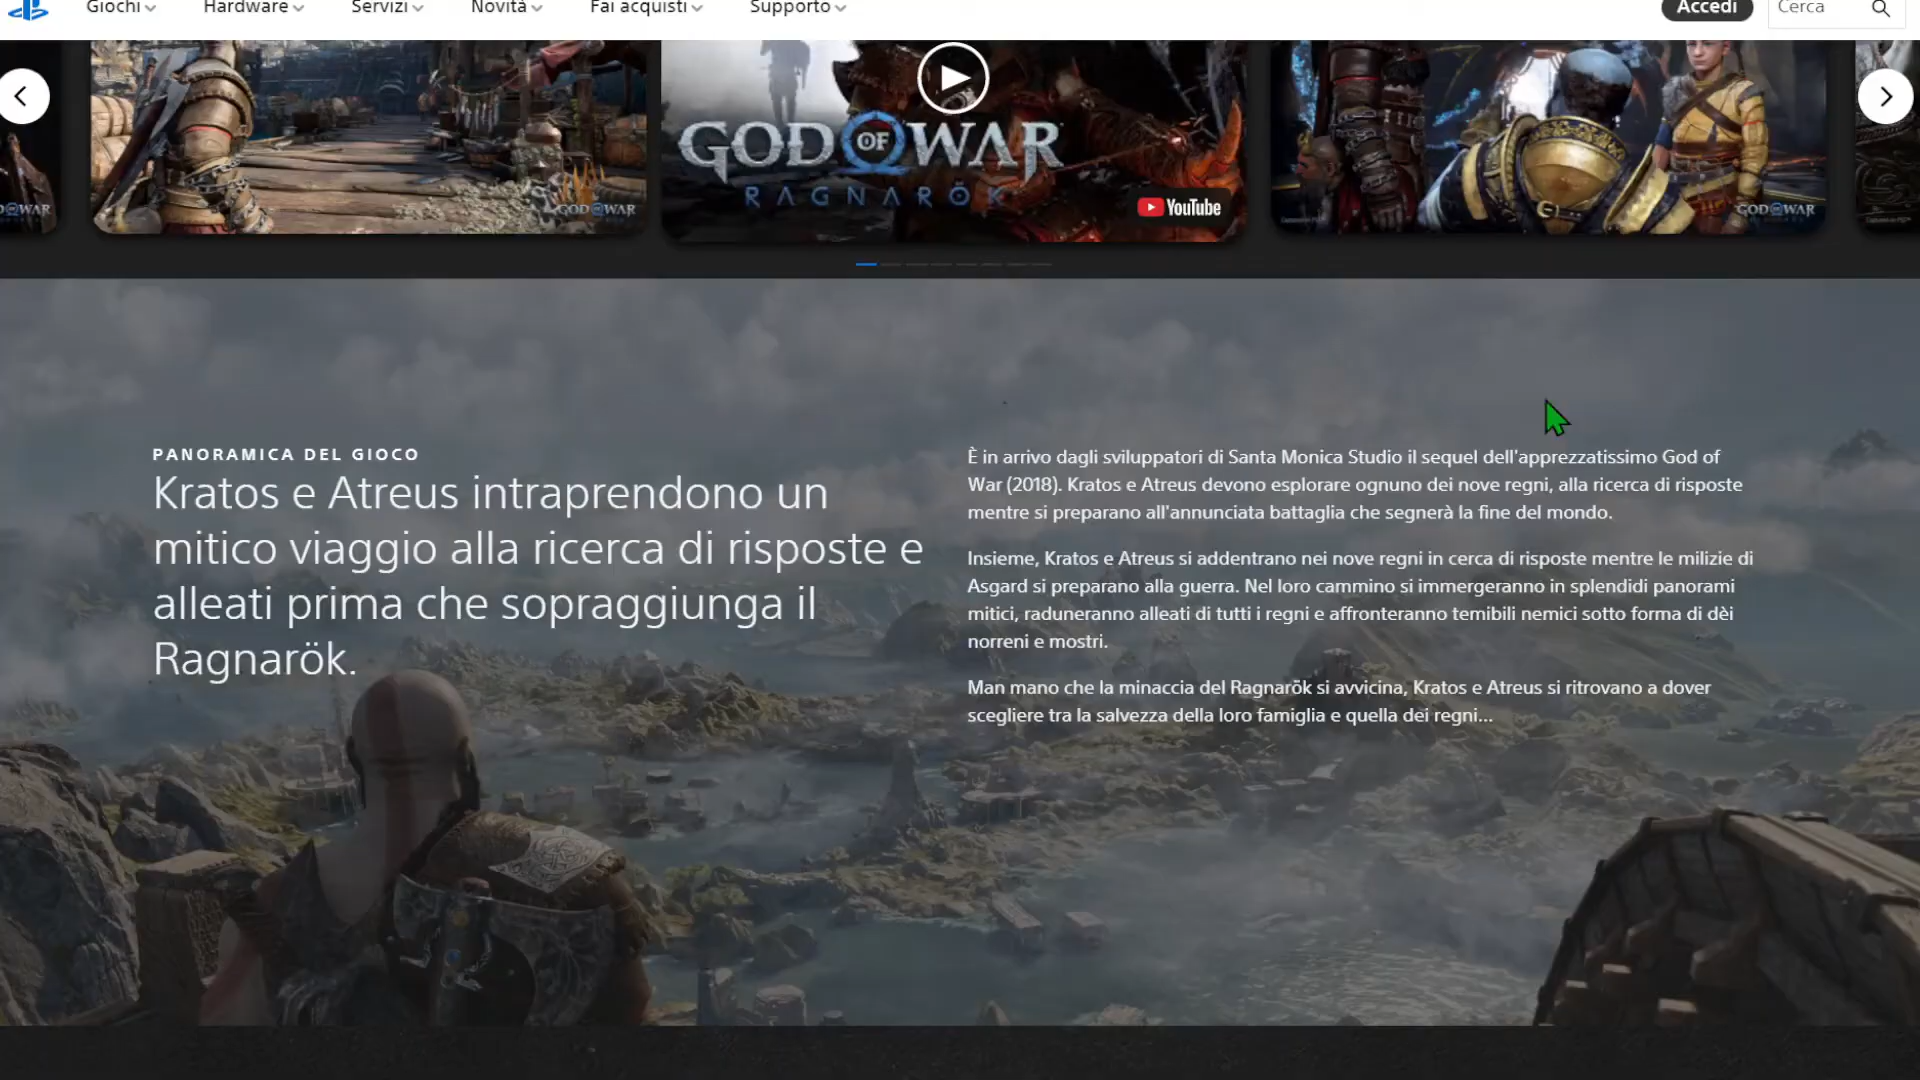 Giochi Hardware Servizi Novità Fai acquisti Supporto Accedi Cerca
GOD OF WAR
RAGNARÖK
YouTube
GOD OF WAR
GOD OF WAR
PANORAMICA DEL GIOCO
Kratos e Atreus intraprendono un
mitico viaggio alla ricerca di risposte e
alleati prima che sopraggiunga il
Ragnarök.
È in arrivo dagli sviluppatori di Santa Monica Studio il sequel dell'apprezzatissimo God of
War (2018). Kratos e Atreus devono esplorare ognuno dei nove regni, alla ricerca di risposte
mentre si preparano all'annunciata battaglia che segnerà la fine del mondo.
Insieme, Kratos e Atreus si addentrano nei nove regni in cerca di risposte mentre le milizie di
Asgard si preparano alla guerra. Nel loro cammino si immergeranno in splendidi panorami
mitici, raduneranno alleati di tutti i regni e affronteranno temibili nemici sotto forma di dèi
norreni e mostri.
Man mano che la minaccia del Ragnarök si avvicina, Kratos e Atreus si ritrovano a dover
scegliere tra la salvezza della loro famiglia e quella dei regni...